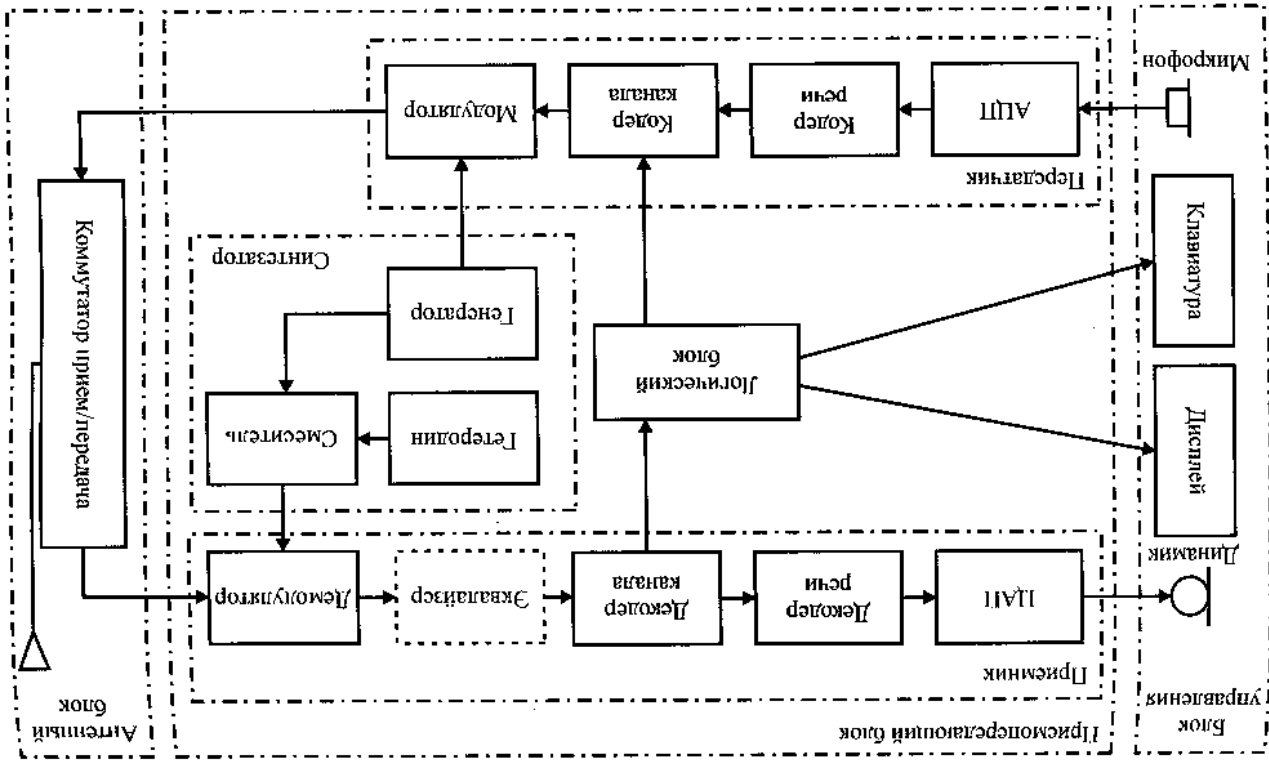 Блок
управления
Приемопередающий блок
Антенный
блок
Приемник
ЦАП
Декодер
речи
Декодер
канала
Эквалайзер
Демодулятор
Динамик
Дисплей
Клавиатура
Микрофон
Логический
блок
Гетеродин
Смеситель
Генератор
Синтезатор
Коммутатор прием/передача
Передатчик
АЦП
Кодер
речи
Кодер
канала
Модулятор